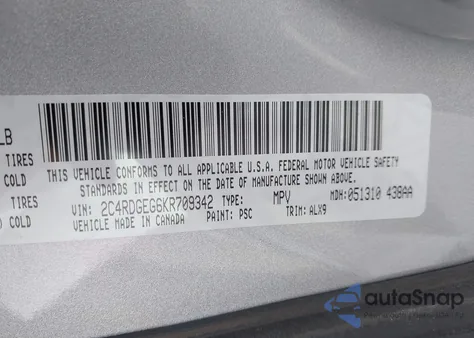 LB
TIRES
COLD
TIRES
COLD
THIS VEHICLE CONFORMS TO ALL APPLICABLE U.S.A. FEDERAL MOTOR VEHICLE SAFETY
STANDARDS IN EFFECT ON THE DATE OF MANUFACTURE SHOWN ABOVE.
VIN: 2C4RDGEG6KR709342 TYPE: MPV MDH: 051310 438AA
VEHICLE MADE IN CANADA PAINT: PSC TRIM: ALX9
autoSnap